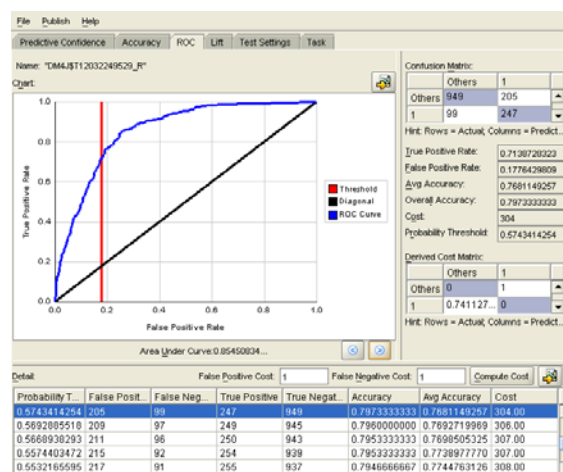 File Publish Help
Predictive Confidence Accuracy ROC Lift Test Settings Task
Name: "DM4J$T12032249529_R"
Chart:
1.0
0.8
0.6
0.4
0.2
0.0
True Positive Rate
0.0 0.2 0.4 0.6 0.8 1.0
False Positive Rate
Threshold
Diagonal
ROC Curve
Area Under Curve:0.85450834...
Confusion Matrix:
Others 1
Others 949 205
1 99 247
Hint: Rows = Actual; Columns = Predict...
True Positive Rate: 0.7138728323
False Positive Rate: 0.1776429809
Avg Accuracy: 0.7681149257
Overall Accuracy: 0.7973333333
Cost: 304
Probability Threshold: 0.5743414254
Derived Cost Matrix:
Others 1
Others 0 1
1 0.741127... 0
Hint: Rows = Actual; Columns = Predict...
Detail: False Positive Cost: 1 False Negative Cost: 1 Compute Cost
Probability T... False Posit... False Neg... True Positive True Negat... Accuracy Avg Accuracy Cost
0.5743414254 205 99 247 949 0.7973333333 0.7681149257 304.00
0.5692885518 209 97 249 945 0.7960000000 0.7692719969 306.00
0.5668938293 211 96 250 943 0.7953333333 0.7698505325 307.00
0.5574403472 215 92 254 939 0.7953333333 0.7738977770 307.00
0.5532165595 217 91 255 937 0.7946666667 0.7744763126 308.00